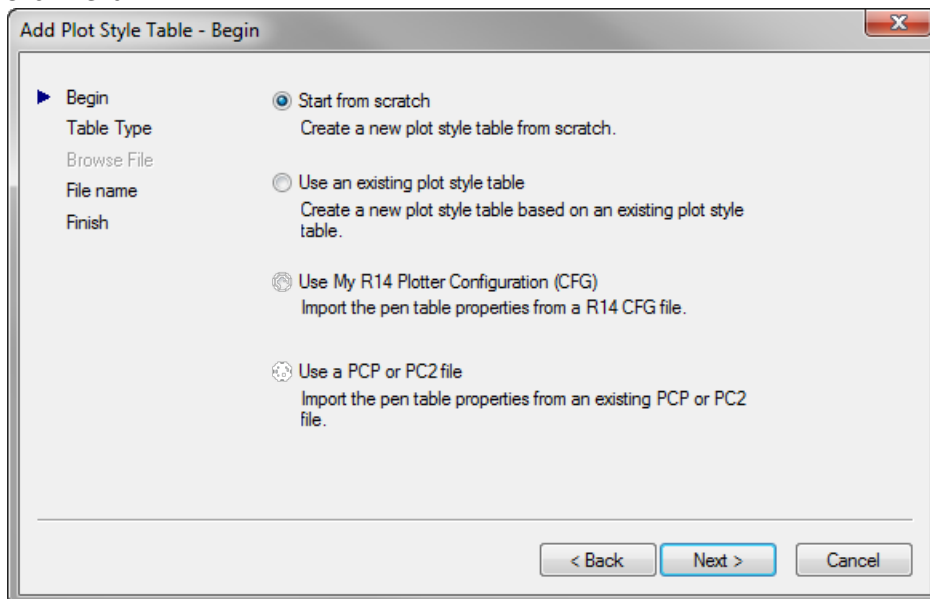 Add Plot Style Table - Begin
Begin
Table Type
Browse File
File name
Finish
Start from scratch
Create a new plot style table from scratch.
Use an existing plot style table
Create a new plot style table based on an existing plot style
table.
Use My R14 Plotter Configuration (CFG)
Import the pen table properties from a R14 CFG file.
Use a PCP or PC2 file
Import the pen table properties from an existing PCP or PC2
file.
< Back
Next >
Cancel